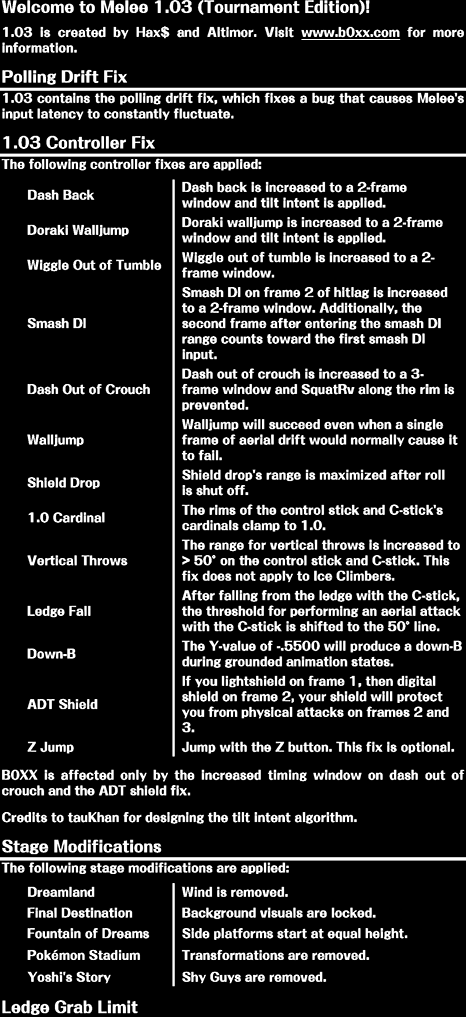 Welcome to Melee 1.03 (Tournament Edition)!
1.03 is created by Hax$ and Altimor. Visit www.b0xx.com for more
information.
Polling Drift Fix
1.03 contains the polling drift fix, which fixes a bug that causes Melee's
input latency to constantly fluctuate.
1.03 Controller Fix
The following controller fixes are applied:
Dash Back
Dash back is increased to a 2-frame
window and tilt intent is applied.
Doraki Walljump
Doraki walljump is increased to a 2-frame
window and tilt intent is applied.
Wiggle Out of Tumble
Wiggle out of tumble is increased to a 2-
frame window.
Smash DI
Smash DI on frame 2 of hitlag is increased
to a 2-frame window. Additionally, the
second frame after entering the smash DI
range counts toward the first smash DI
input.
Dash Out of Crouch
Dash out of crouch is increased to a 3-
frame window and SquatRv along the rim is
prevented.
Walljump
Walljump will succeed even when a single
frame of aerial drift would normally cause it
to fail.
Shield Drop
Shield drop's range is maximized after roll
is shut off.
1.0 Cardinal
The rims of the control stick and C-stick's
cardinals clamp to 1.0.
Vertical Throws
The range for vertical throws is increased to
> 50° on the control stick and C-stick. This
fix does not apply to Ice Climbers.
Ledge Fall
After falling from the ledge with the C-stick,
the threshold for performing an aerial attack
with the C-stick is shifted to the 50° line.
Down-B
The Y-value of -.5500 will produce a down-B
during grounded animation states.
ADT Shield
If you lightshield on frame 1, then digital
shield on frame 2, your shield will protect
you from physical attacks on frames 2 and
3.
Z Jump
Jump with the Z button. This fix is optional.
B0XX is affected only by the increased timing window on dash out of
crouch and the ADT shield fix.
Credits to tauKhan for designing the tilt intent algorithm.
Stage Modifications
The following stage modifications are applied:
Dreamland
Wind is removed.
Final Destination
Background visuals are locked.
Fountain of Dreams
Side platforms start at equal height.
Pokémon Stadium
Transformations are removed.
Yoshi's Story
Shy Guys are removed.
Ledge Grab Limit